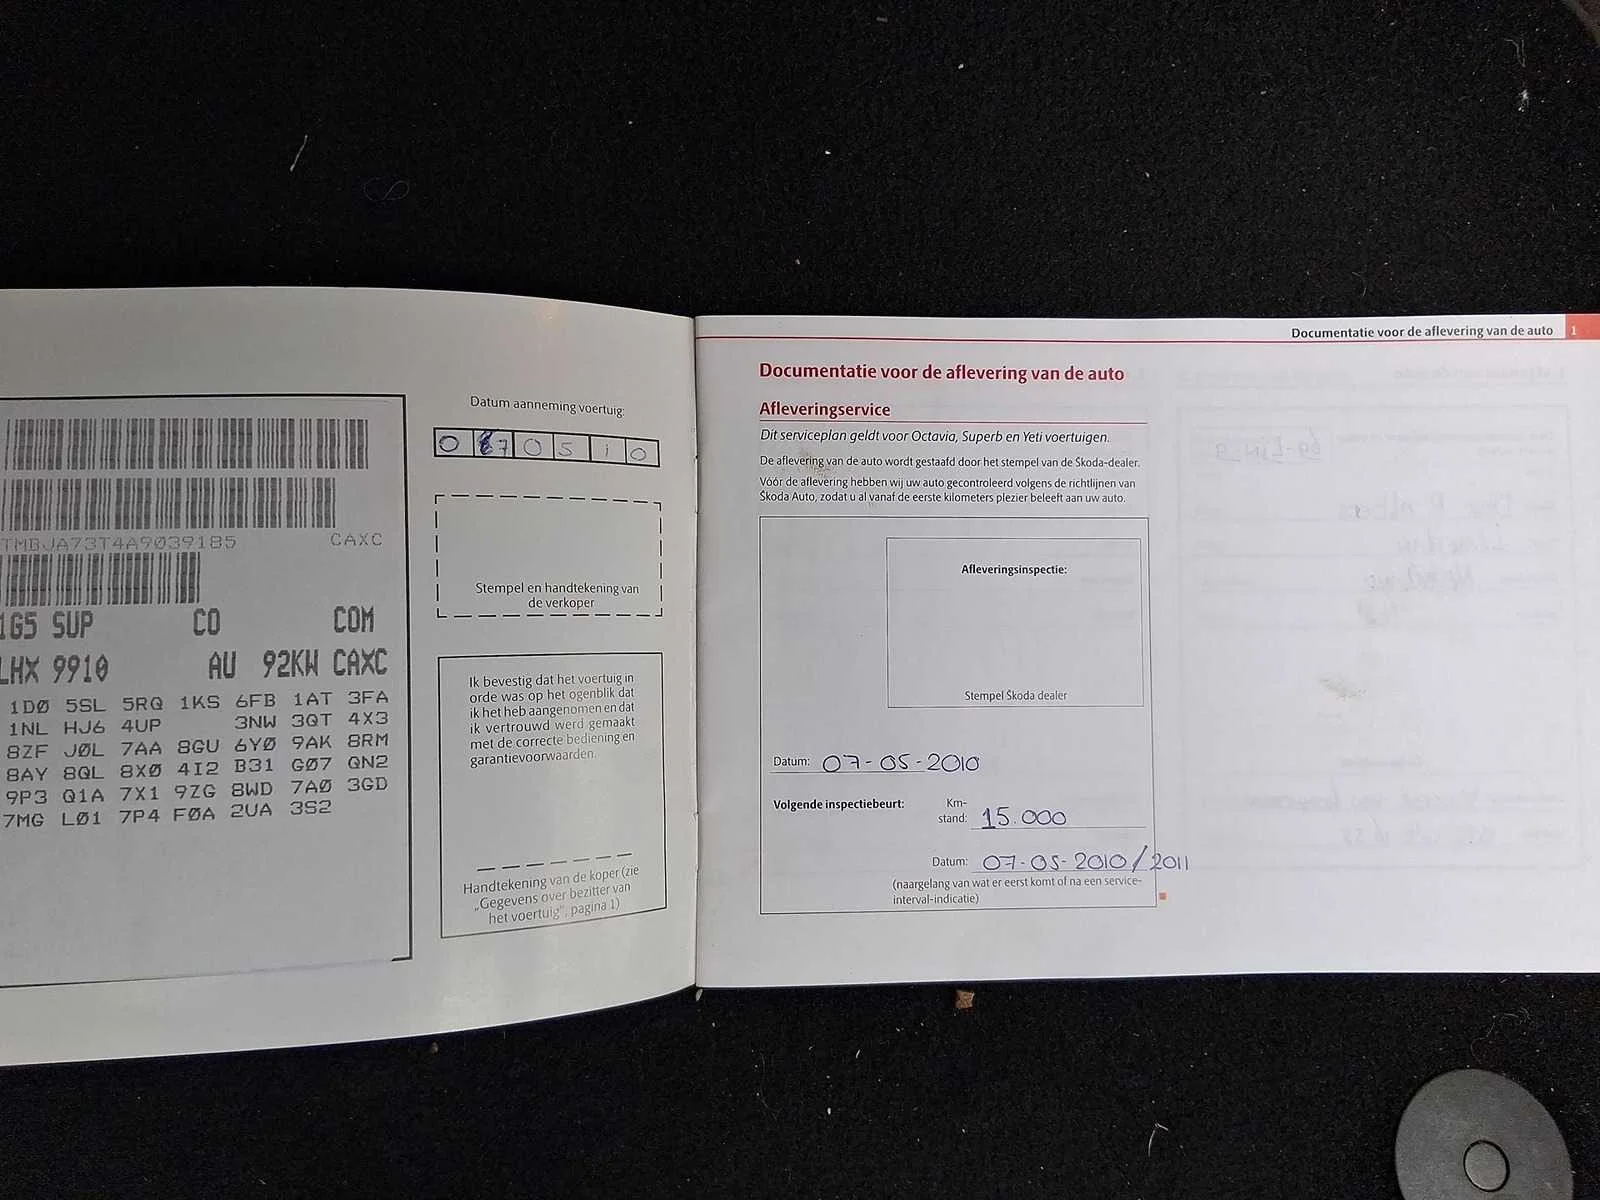 TMBJA73T4A9039185 CAXC
1G5 SUP CO COM
LHX 9910 AU 92KW CAXC
1DØ 5SL 5RQ 1KS 6FB 1AT 3FA
1NL HJ6 4UP 3NW 3QT 4X3
8ZF JØL 7AA 8GU 6YØ 9AK 8RM
8AY 8QL 8XØ 4I2 B31 GØ7 QN2
9P3 Q1A 7X1 9ZG 8WD 7AØ 3GD
7MG LØ1 7P4 FØA 2UA 3S2
Datum aanneming voertuig:
0 7 0 5 1 0
Stempel en handtekening van
de verkoper
Ik bevestig dat het voertuig in
orde was op het ogenblik dat
ik het heb aangenomen en dat
ik vertrouwd werd gemaakt
met de correcte bediening en
garantievoorwaarden.
Handtekening van de koper (zie
„Gegevens over bezitter van
het voertuig”, pagina 1)
Documentatie voor de aflevering van de auto 1
Documentatie voor de aflevering van de auto
Afleveringservice
Dit serviceplan geldt voor Octavia, Superb en Yeti voertuigen.
De aflevering van de auto wordt gestaafd door het stempel van de Škoda-dealer.
Vóór de aflevering hebben wij uw auto gecontroleerd volgens de richtlijnen van
Škoda Auto, zodat u al vanaf de eerste kilometers plezier beleeft aan uw auto.
Afleveringsinspectie:
Stempel Škoda dealer
Datum: 07-05-2010
Volgende inspectiebeurt: Km-
stand: 15.000
Datum: 07-05-2010/2011
(naargelang van wat er eerst komt of na een service-
interval-indicatie)